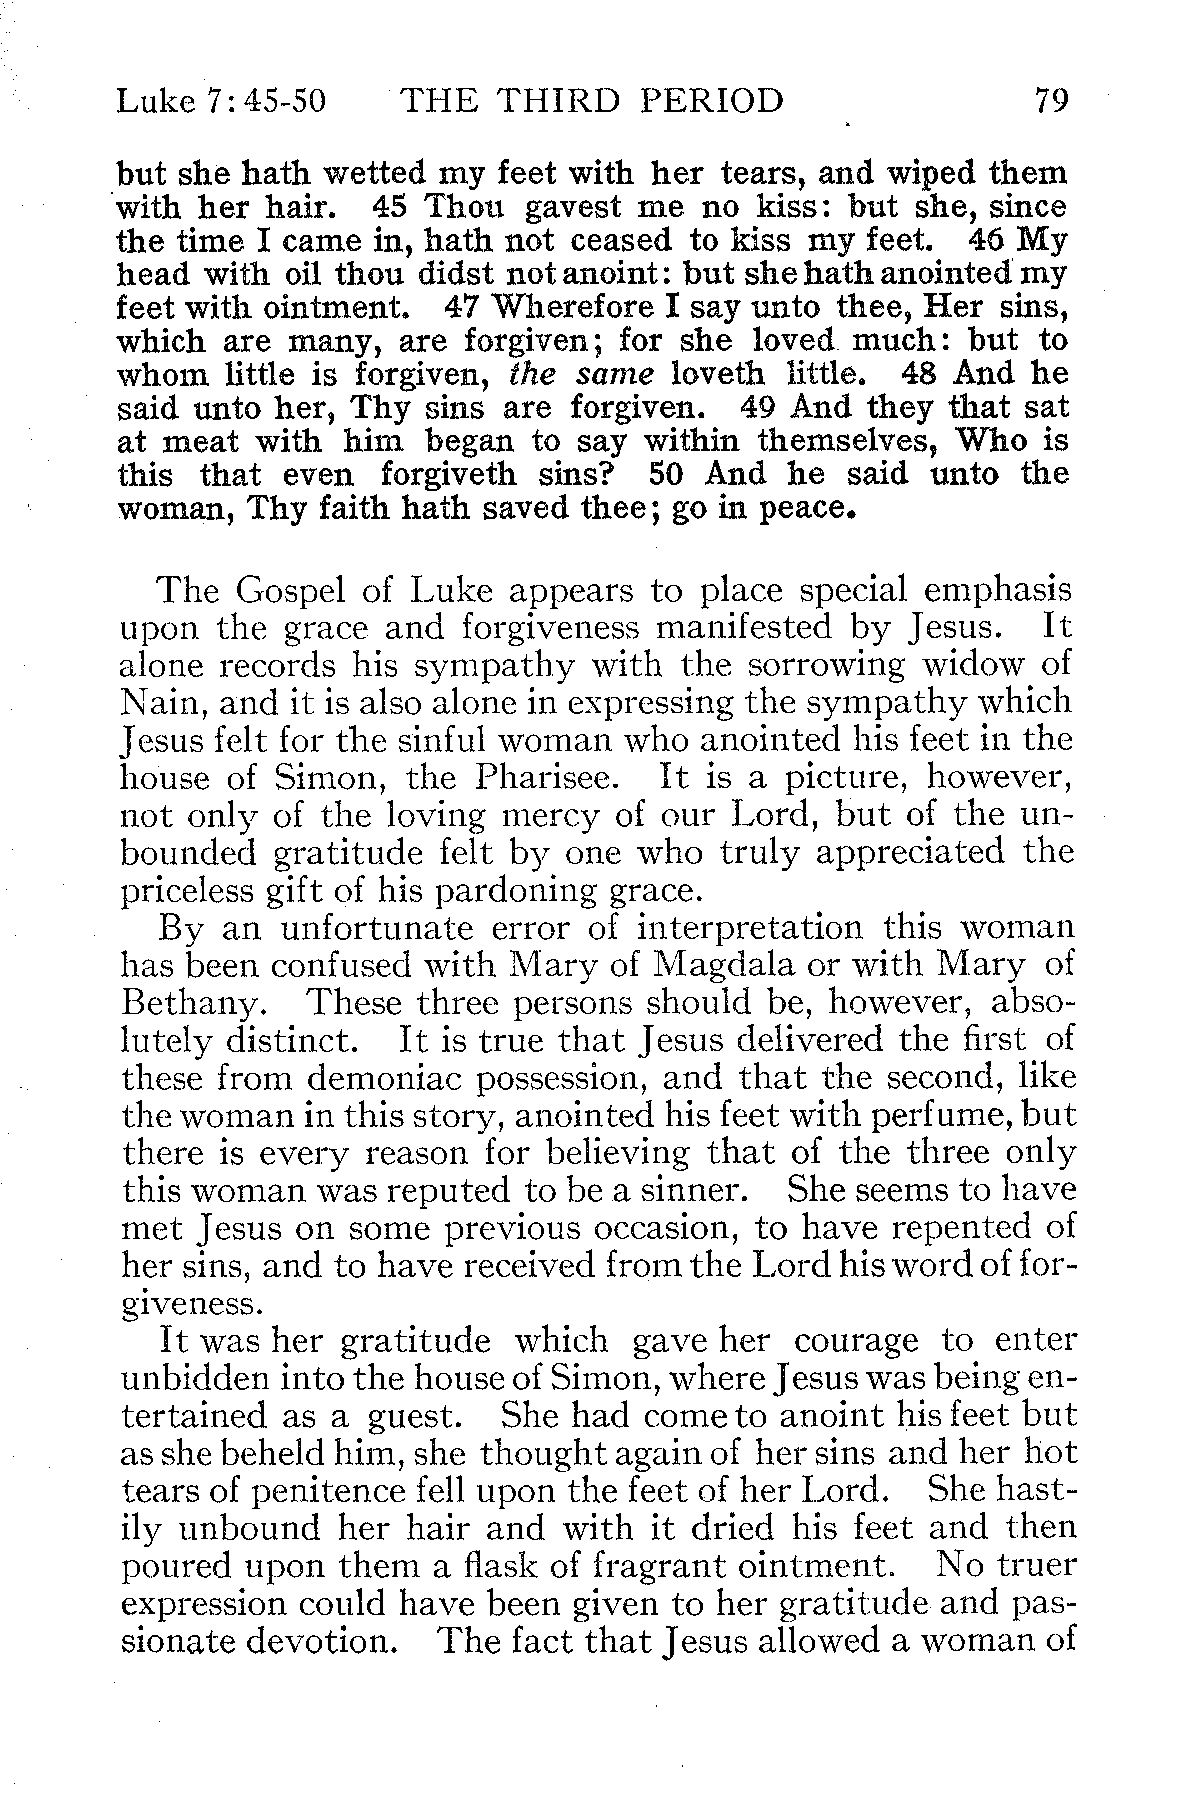 Luke 7:45-50 THE THIRD PERIOD 79
but she hath wetted my feet with her tears, and wiped them
with her hair. 45 Thou gavest me no kiss: but she, since
the time I came in, hath not ceased to kiss my feet. 46 My
head with oil thou didst not anoint: but she hath anointed my
feet with ointment. 47 Wherefore I say unto thee, Her sins,
which are many, are forgiven; for she loved much: but to
whom little is forgiven, the same loveth little. 48 And he
said unto her, Thy sins are forgiven. 49 And they that sat
at meat with him began to say within themselves, Who is
this that even forgiveth sins? 50 And he said unto the
woman, Thy faith hath saved thee; go in peace.
The Gospel of Luke appears to place special emphasis
upon the grace and forgiveness manifested by Jesus. It
alone records his sympathy with the sorrowing widow of
Nain, and it is also alone in expressing the sympathy which
Jesus felt for the sinful woman who anointed his feet in the
house of Simon, the Pharisee. It is a picture, however,
not only of the loving mercy of our Lord, but of the un-
bounded gratitude felt by one who truly appreciated the
priceless gift of his pardoning grace.
By an unfortunate error of interpretation this woman
has been confused with Mary of Magdala or with Mary of
Bethany. These three persons should be, however, abso-
lutely distinct. It is true that Jesus delivered the first of
these from demoniac possession, and that the second, like
the woman in this story, anointed his feet with perfume, but
there is every reason for believing that of the three only
this woman was reputed to be a sinner. She seems to have
met Jesus on some previous occasion, to have repented of
her sins, and to have received from the Lord his word of for-
giveness.
It was her gratitude which gave her courage to enter
unbidden into the house of Simon, where Jesus was being en-
tertained as a guest. She had come to anoint his feet but
as she beheld him, she thought again of her sins and her hot
tears of penitence fell upon the feet of her Lord. She hast-
ily unbound her hair and with it dried his feet and then
poured upon them a flask of fragrant ointment. No truer
expression could have been given to her gratitude and pas-
sionate devotion. The fact that Jesus allowed a woman of